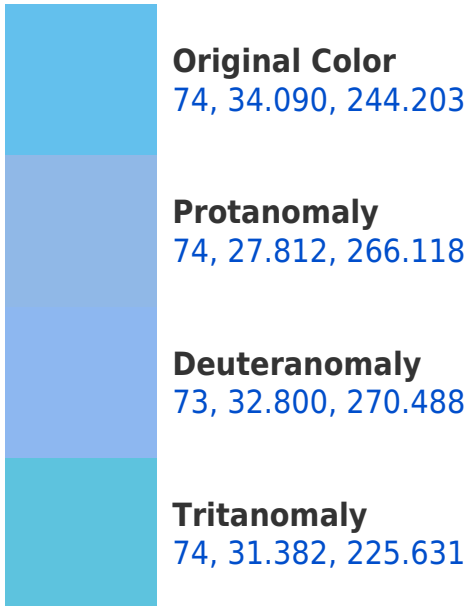 Original Color
74, 34.090, 244.203
Protanomaly
74, 27.812, 266.118
Deuteranomaly
73, 32.800, 270.488
Tritanomaly
74, 31.382, 225.631